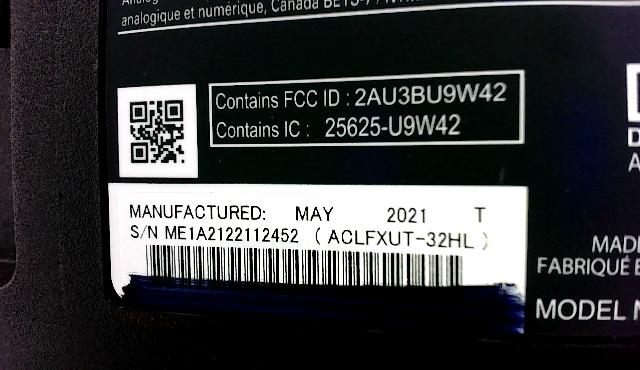 analogique et numérique, Canada
Contains FCC ID : 2AU3BU9W42
Contains IC : 25625-U9W42
MANUFACTURED: MAY 2021 T
S/N ME1A2122112452 ( ACLFXUT-32HL )
FABRIQUÉ
MODEL